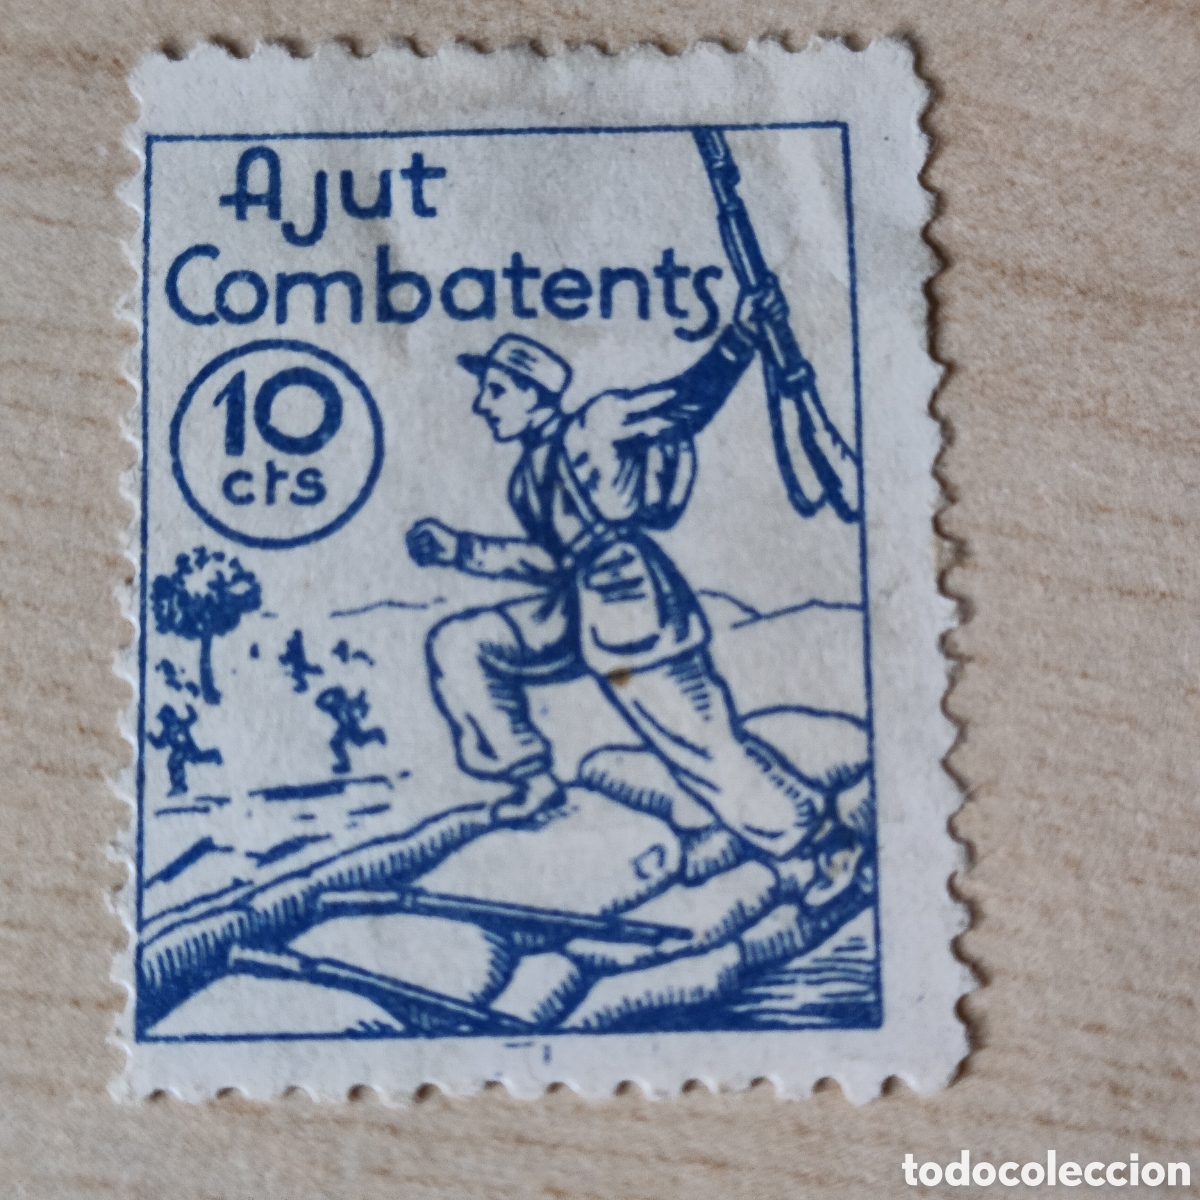 Ajut
Combatents
10
cts
todocoleccion